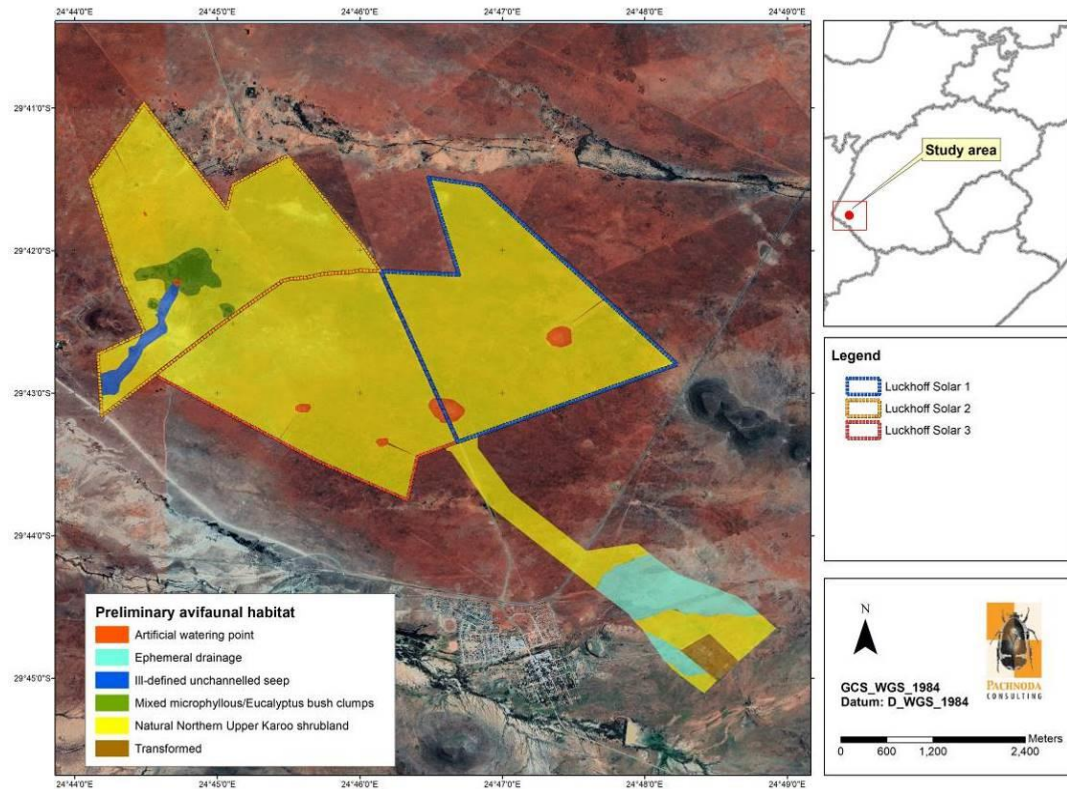 24°44'0"E 24°45'0"E 24°46'0"E 24°47'0"E 24°48'0"E 24°49'0"E
29°41'0"S
29°42'0"S
29°43'0"S
29°44'0"S
29°45'0"S
Preliminary avifaunal habitat
Artificial watering point
Ephemeral drainage
Ill-defined unchannelled seep
Mixed microphyllous/Eucalyptus bush clumps
Natural Northern Upper Karoo shrubland
Transformed
24°44'0"E 24°45'0"E 24°46'0"E 24°47'0"E 24°48'0"E 24°49'0"E
Study area
Legend
Luckhoff Solar 1
Luckhoff Solar 2
Luckhoff Solar 3
N
PACHNODA
CONSULTING
GCS_WGS_1984
Datum: D_WGS_1984
Meters
0 600 1,200 2,400